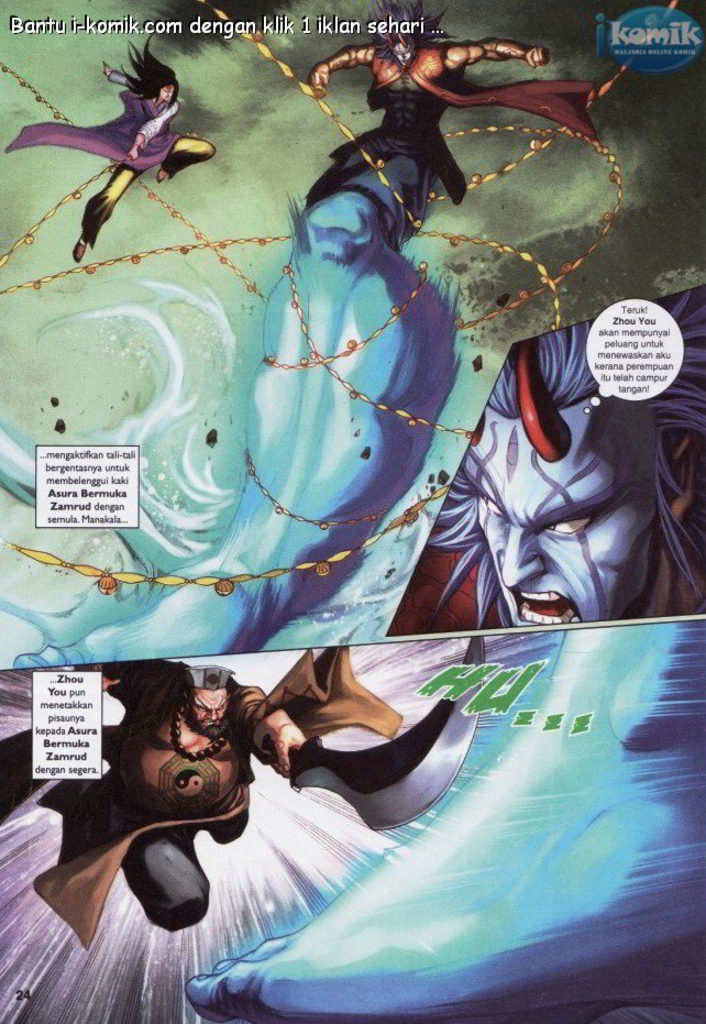 Bantu i-komik.com dengan klik 1 iklan sehari ...
ikomik
MALAYSIA ONLINE KOMIK
Teruk!
Zhou You
akan mempunyai
peluang untuk
menewaskan aku
kerana perempuan
itu telah campur
tangan!
...mengaktifkan tali-tali
bergentasnya untuk
membelenggu kaki
Asura Bermuka
Zamrud dengan
semula. Manakala...
...Zhou
You pun
menetakkan
pisaunya
kepada Asura
Bermuka
Zamrud
dengan segera.
HU...
24